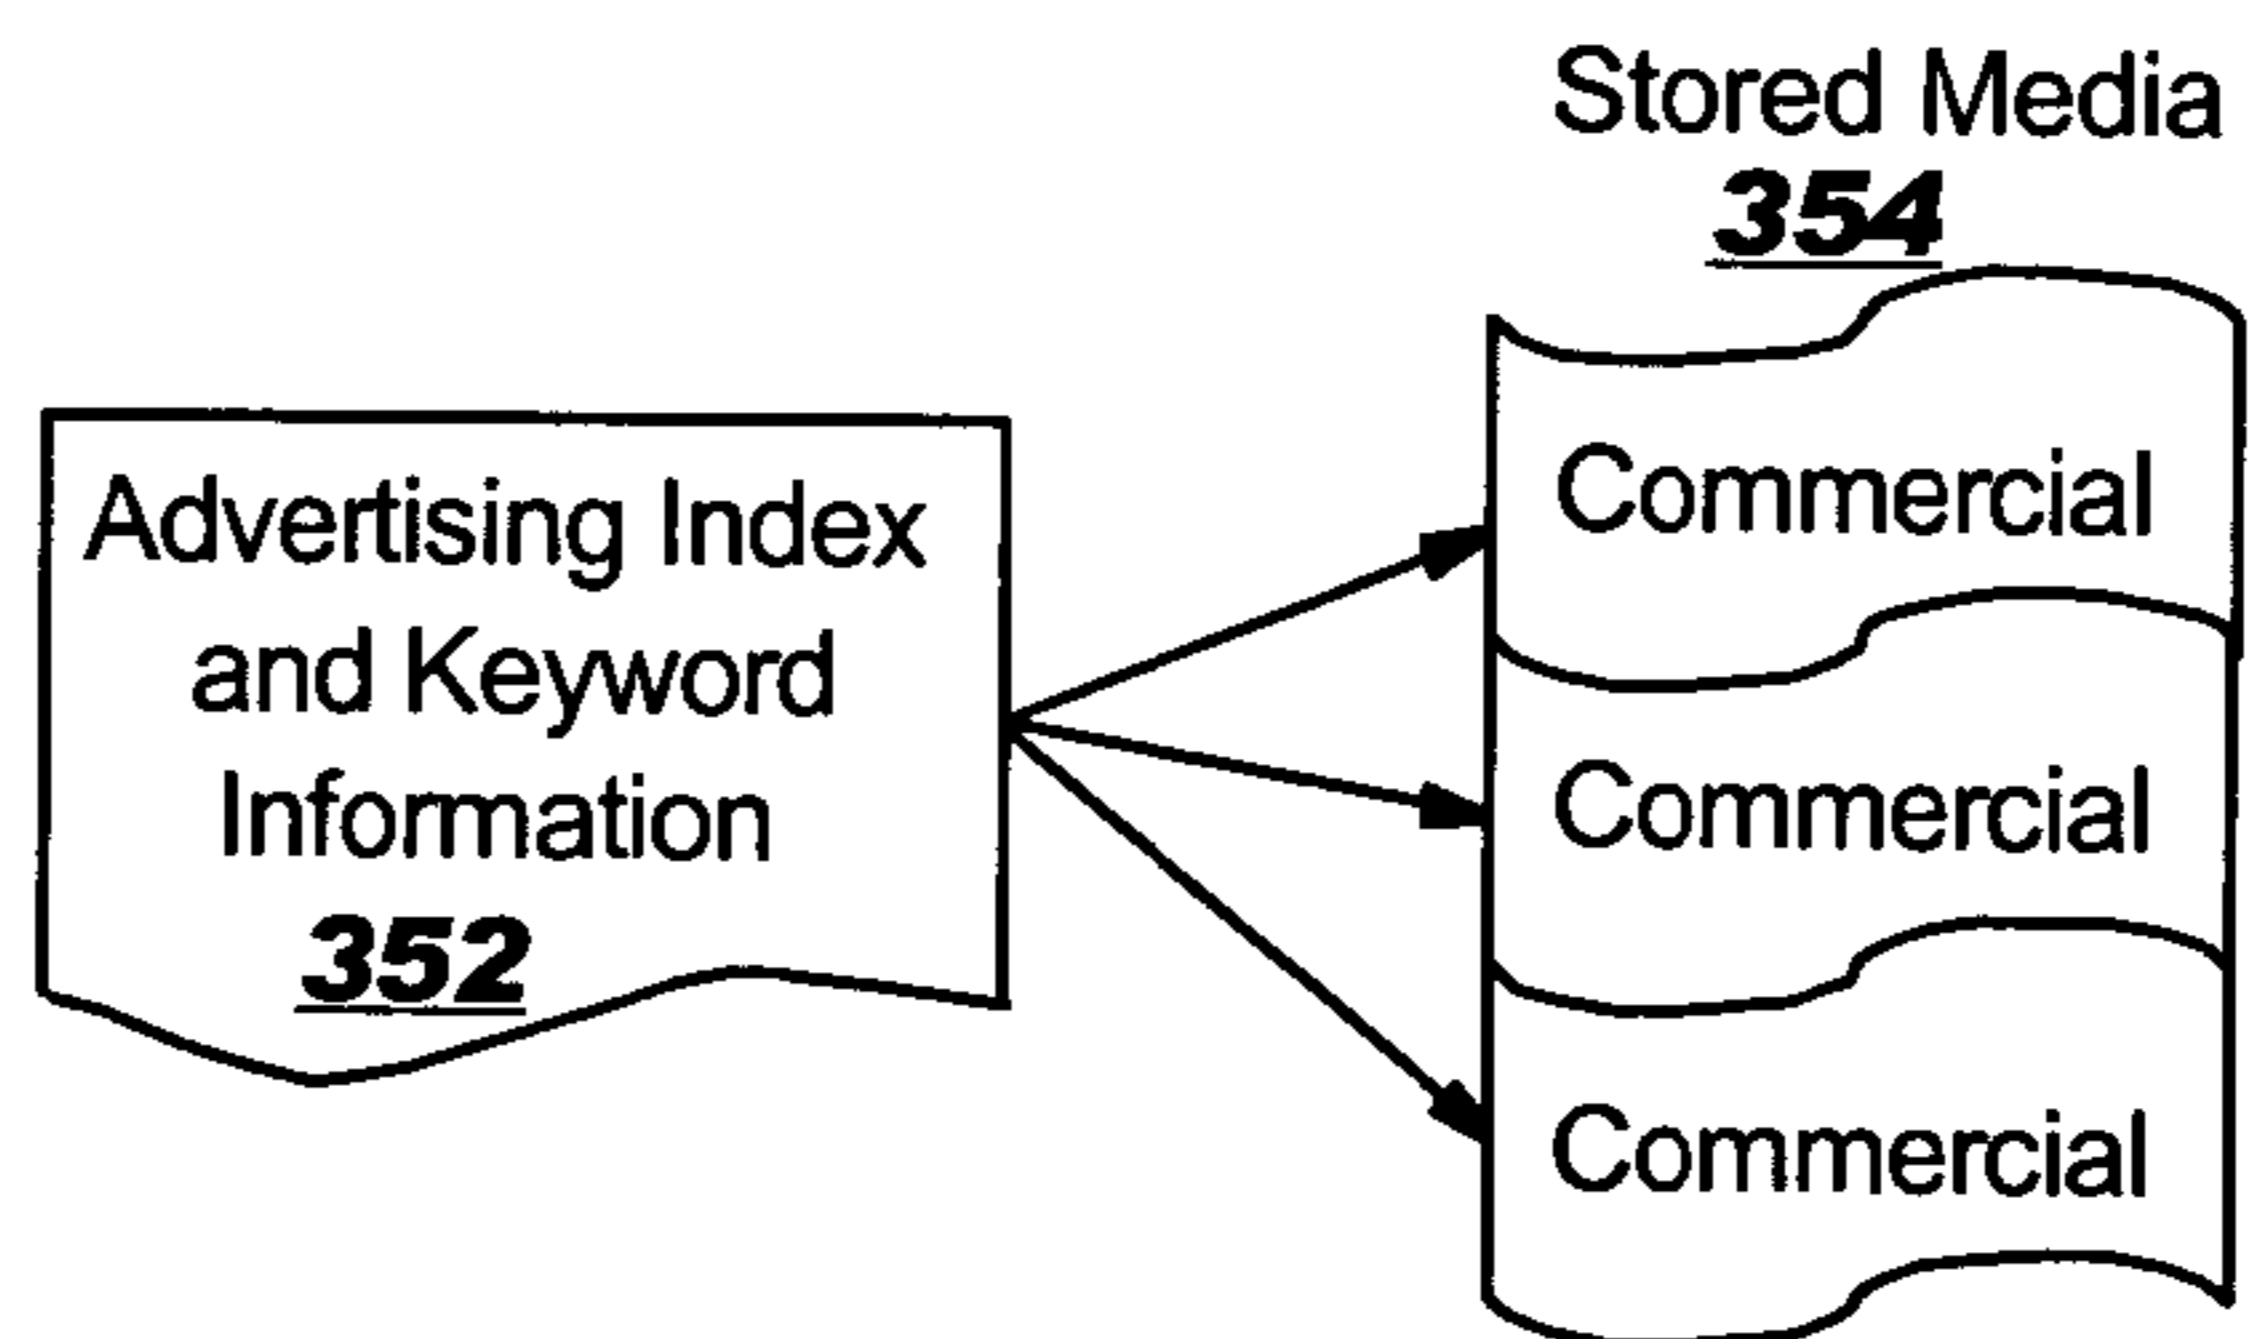 Stored Media
354
Advertising Index
and Keyword
Information
352
Commercial
Commercial
Commercial